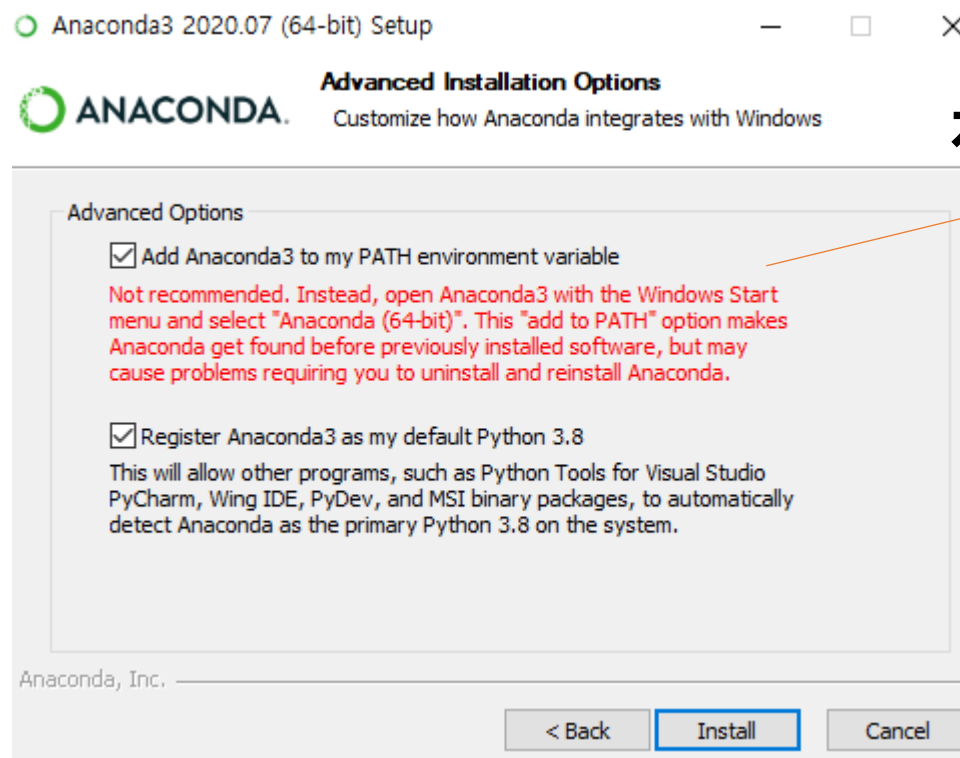 Anaconda3 2020.07 (64-bit) Setup
ANACONDA.
Advanced Installation Options
Customize how Anaconda integrates with Windows
Advanced Options
Add Anaconda3 to my PATH environment variable
Not recommended. Instead, open Anaconda3 with the Windows Start
menu and select "Anaconda (64-bit)". This "add to PATH" option makes
Anaconda get found before previously installed software, but may
cause problems requiring you to uninstall and reinstall Anaconda.
Register Anaconda3 as my default Python 3.8
This will allow other programs, such as Python Tools for Visual Studio
PyCharm, Wing IDE, PyDev, and MSI binary packages, to automatically
detect Anaconda as the primary Python 3.8 on the system.
Anaconda, Inc.
< Back
Install
Cancel